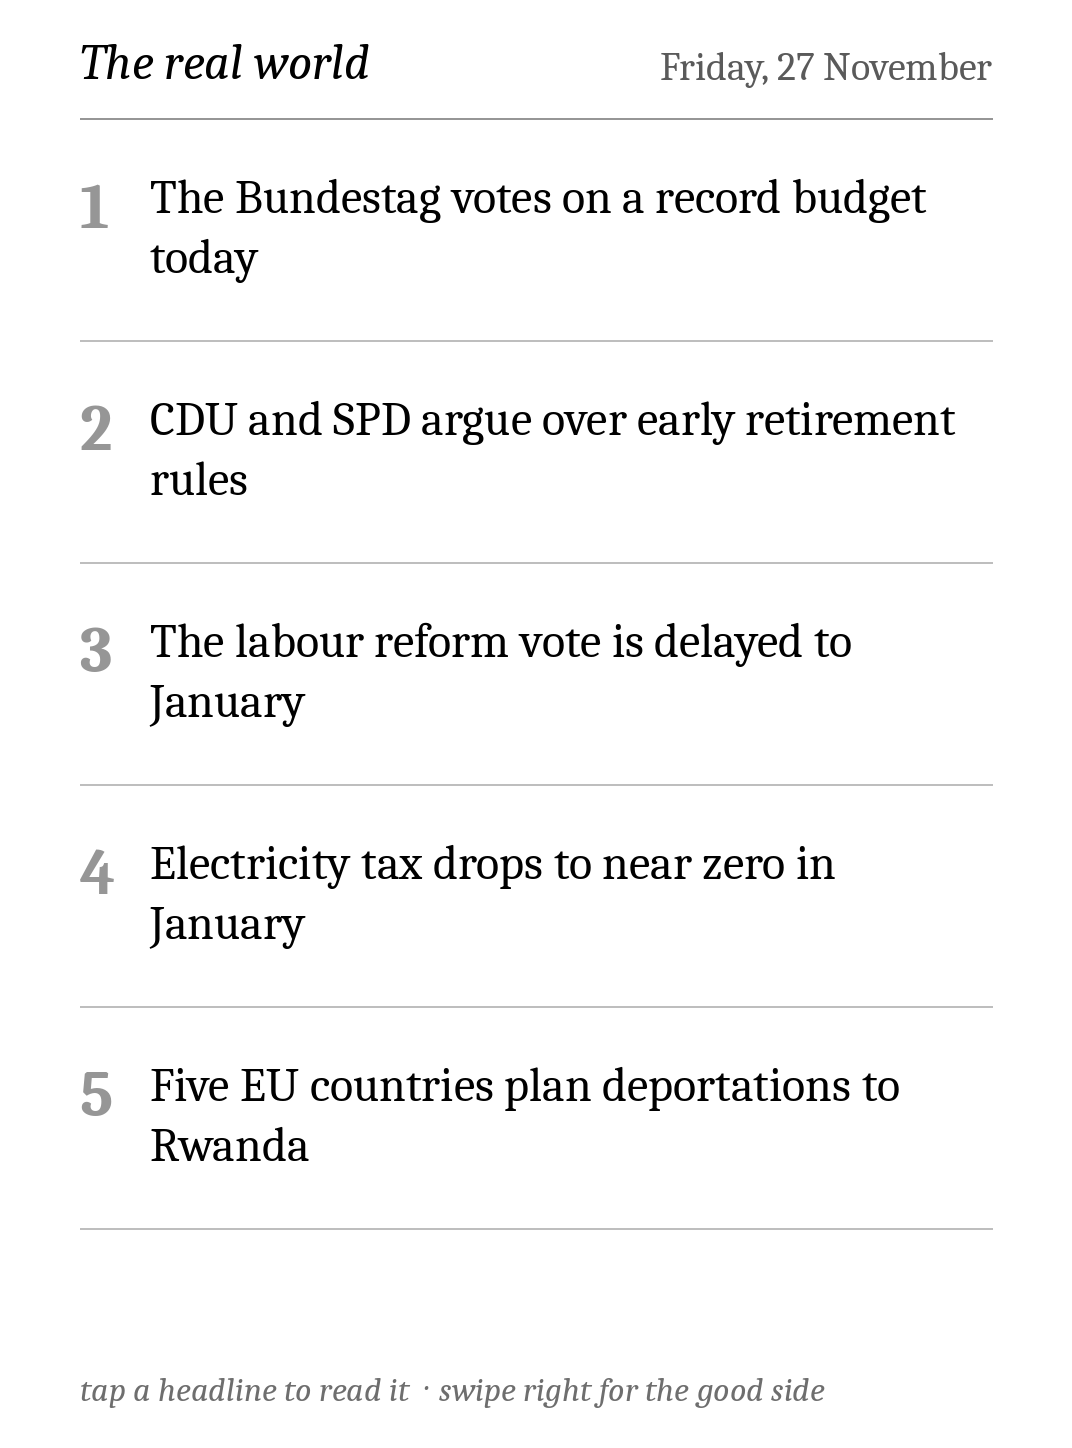 The real world
Friday, 27 November
1
The Bundestag votes on a record budget
today
2
CDU and SPD argue over early retirement
rules
3
The labour reform vote is delayed to
January
4
Electricity tax drops to near zero in
January
5
Five EU countries plan deportations to
Rwanda
tap a headline to read it · swipe right for the good side